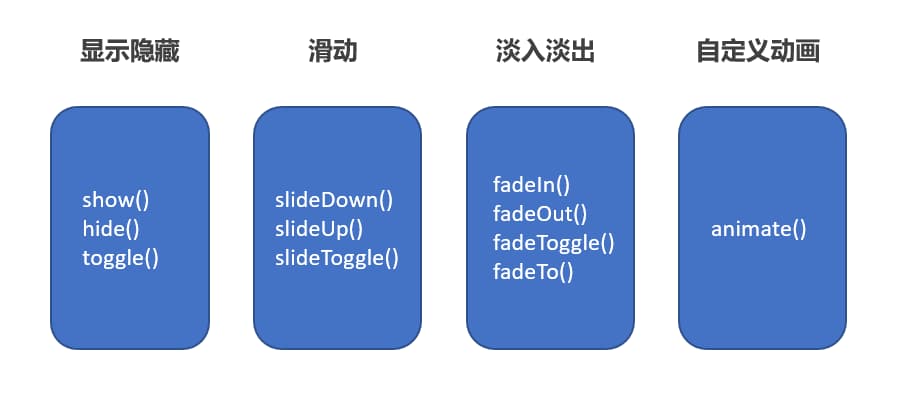 显示隐藏
show()
hide()
toggle()
滑动
slideDown()
slideUp()
slideToggle()
淡入淡出
fadeIn()
fadeOut()
fadeToggle()
fadeTo()
自定义动画
animate()